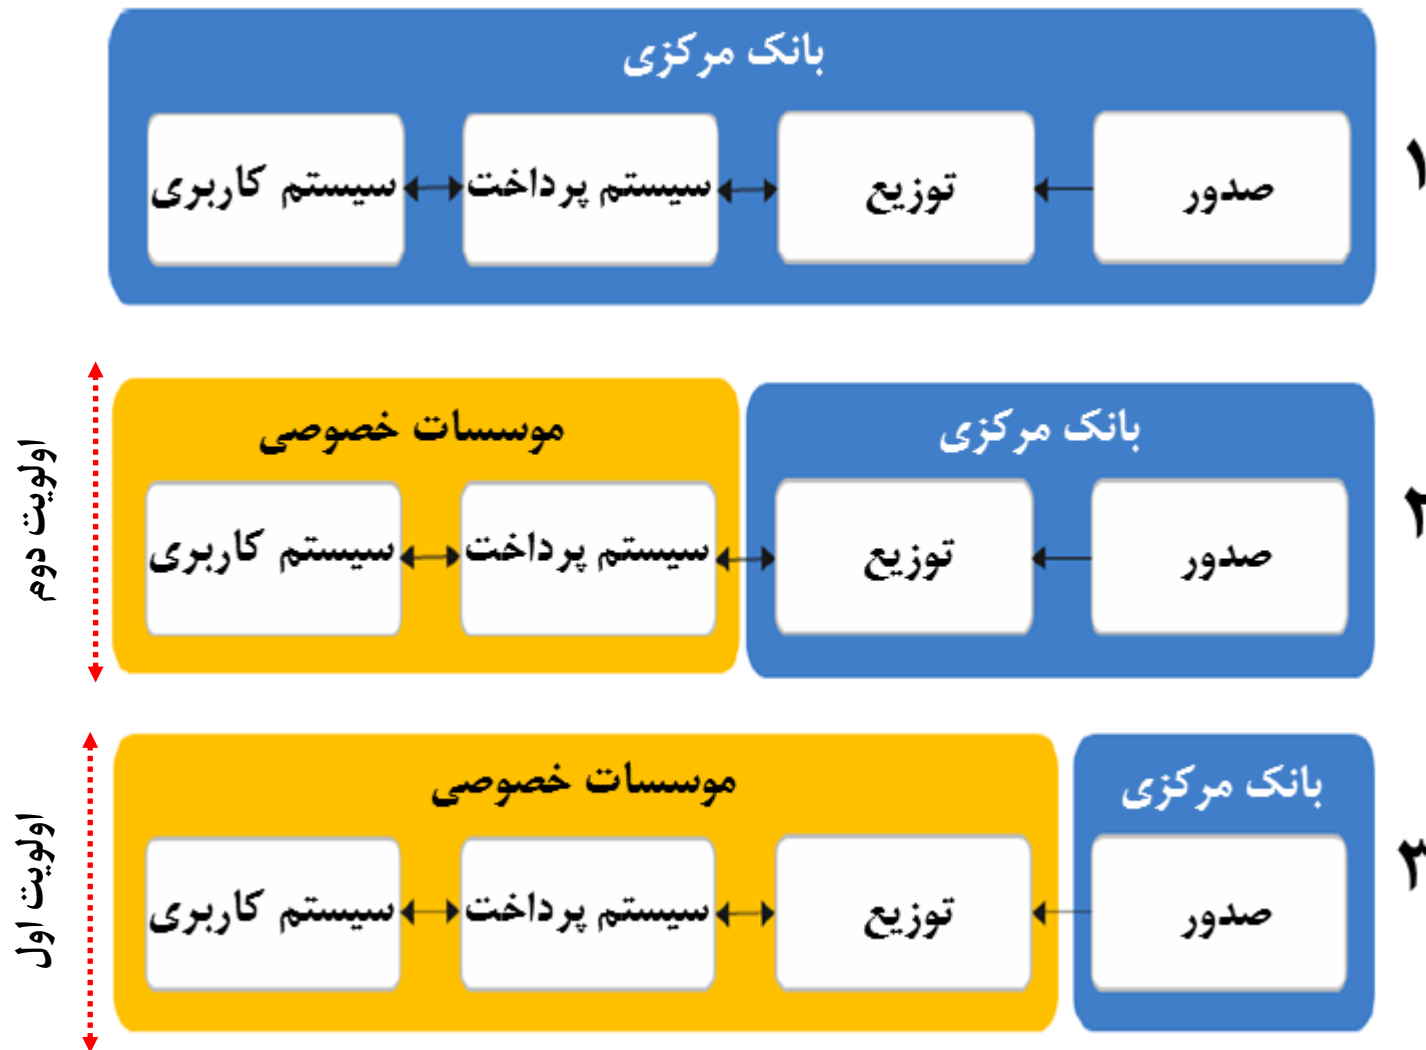 بانک مرکزی
۱
صدور
توزیع
سیستم پرداخت
سیستم کاربری
بانک مرکزی
موسسات خصوصی
۲
صدور
توزیع
سیستم پرداخت
سیستم کاربری
اولویت دوم
بانک مرکزی
موسسات خصوصی
۳
صدور
توزیع
سیستم پرداخت
سیستم کاربری
اولویت اول